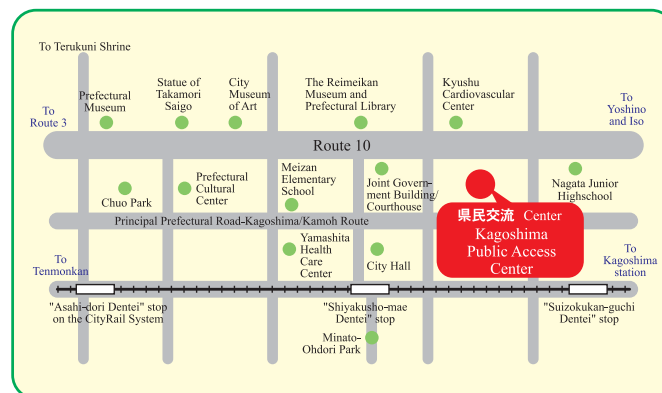 To Terukuni Shrine
Prefectural
Museum
Statue of
Takamori
Saigo
City
Museum
of Art
The Reimeikan
Museum and
Prefectural Library
Kyushu
Cardiovascular
Center
To
Route 3
To
Yoshino
and Iso
Route 10
Chuo Park
Prefectural
Cultural
Center
Meizan
Elementary
School
Joint Govern-
ment Building/
Courthouse
Nagata Junior
Highschool
県民交流 Center
Kagoshima
Public Access
Center
Principal Prefectural Road-Kagoshima/Kamoh Route
To
Tenmonkan
Yamashita
Health
Care
Center
City Hall
To
Kagoshima
station
"Asahi-dori Dentei" stop
on the CityRail System
"Shiyakusho-mae
Dentei" stop
"Suizokukan-guchi
Dentei" stop
Minato-
Ohdori Park